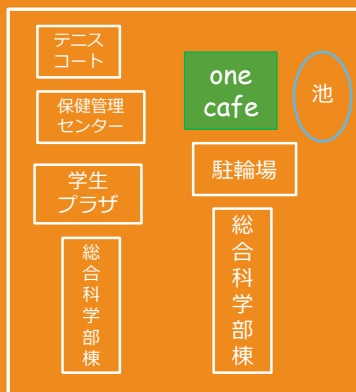 テニス
コート
one
cafe
池
保健管理
センター
駐輪場
学生
プラザ
総合科学部棟
総合科学部棟